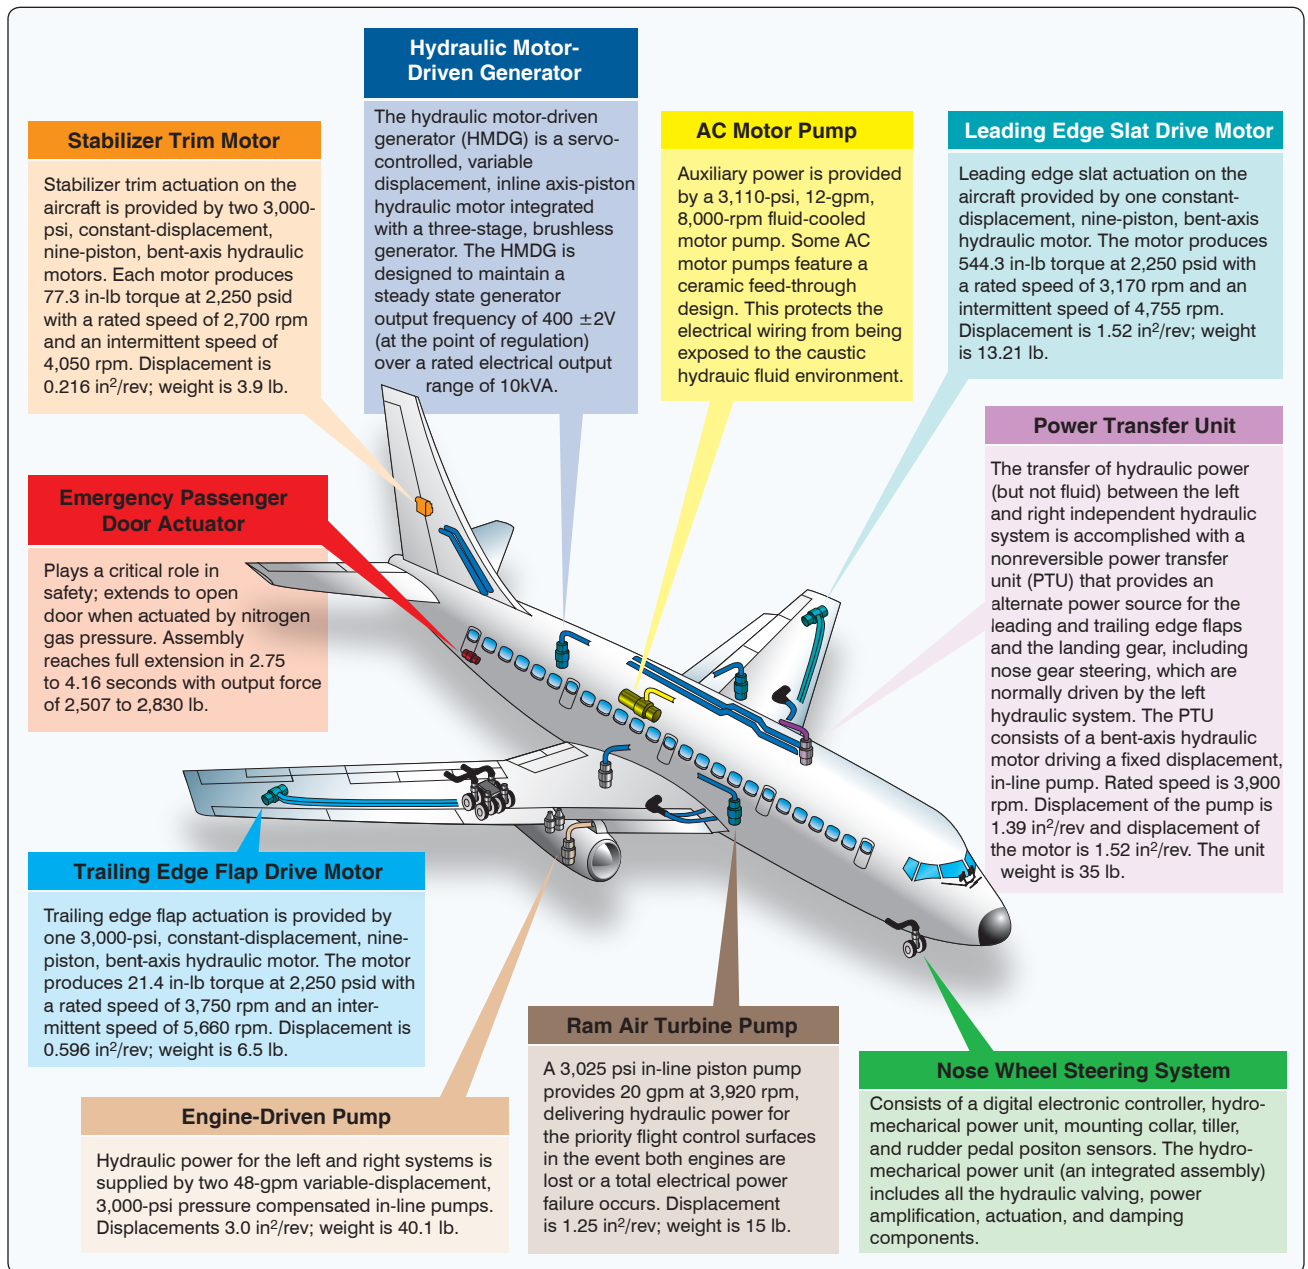 Hydraulic Motor-
Driven Generator
The hydraulic motor-driven
generator (HMDG) is a servo-
controlled, variable
displacement, inline axis-piston
hydraulic motor integrated
with a three-stage, brushless
generator. The HMDG is
designed to maintain a
steady state generator
output frequency of 400 ±2V
(at the point of regulation)
over a rated electrical output
range of 10kVA.
Stabilizer Trim Motor
Stabilizer trim actuation on the
aircraft is provided by two 3,000-
psi, constant-displacement,
nine-piston, bent-axis hydraulic
motors. Each motor produces
77.3 in-lb torque at 2,250 psid
with a rated speed of 2,700 rpm
and an intermittent speed of
4,050 rpm. Displacement is
0.216 in²/rev; weight is 3.9 lb.
AC Motor Pump
Auxiliary power is provided
by a 3,110-psi, 12-gpm,
8,000-rpm fluid-cooled
motor pump. Some AC
motor pumps feature a
ceramic feed-through
design. This protects the
electrical wiring from being
exposed to the caustic
hydrauic fluid environment.
Leading Edge Slat Drive Motor
Leading edge slat actuation on the
aircraft provided by one constant-
displacement, nine-piston, bent-axis
hydraulic motor. The motor produces
544.3 in-lb torque at 2,250 psid with
a rated speed of 3,170 rpm and an
intermittent speed of 4,755 rpm.
Displacement is 1.52 in²/rev; weight
is 13.21 lb.
Power Transfer Unit
The transfer of hydraulic power
(but not fluid) between the left
and right independent hydraulic
system is accomplished with a
nonreversible power transfer
unit (PTU) that provides an
alternate power source for the
leading and trailing edge flaps
and the landing gear, including
nose gear steering, which are
normally driven by the left
hydraulic system. The PTU
consists of a bent-axis hydraulic
motor driving a fixed displacement,
in-line pump. Rated speed is 3,900
rpm. Displacement of the pump is
1.39 in²/rev and displacement of
the motor is 1.52 in²/rev. The unit
weight is 35 lb.
Emergency Passenger
Door Actuator
Plays a critical role in
safety; extends to open
door when actuated by nitrogen
gas pressure. Assembly
reaches full extension in 2.75
to 4.16 seconds with output force
of 2,507 to 2,830 lb.
Trailing Edge Flap Drive Motor
Trailing edge flap actuation is provided by
one 3,000-psi, constant-displacement, nine-
piston, bent-axis hydraulic motor. The motor
produces 21.4 in-lb torque at 2,250 psid with
a rated speed of 3,750 rpm and an inter-
mittent speed of 5,660 rpm. Displacement is
0.596 in²/rev; weight is 6.5 lb.
Engine-Driven Pump
Hydraulic power for the left and right systems is
supplied by two 48-gpm variable-displacement,
3,000-psi pressure compensated in-line pumps.
Displacements 3.0 in²/rev; weight is 40.1 lb.
Ram Air Turbine Pump
A 3,025 psi in-line piston pump
provides 20 gpm at 3,920 rpm,
delivering hydraulic power for
the priority flight control surfaces
in the event both engines are
lost or a total electrical power
failure occurs. Displacement
is 1.25 in²/rev; weight is 15 lb.
Nose Wheel Steering System
Consists of a digital electronic controller, hydro-
mecharical power unit, mounting collar, tiller,
and rudder pedal positon sensors. The hydro-
mecharical power unit (an integrated assembly)
includes all the hydraulic valving, power
amplification, actuation, and damping
components.